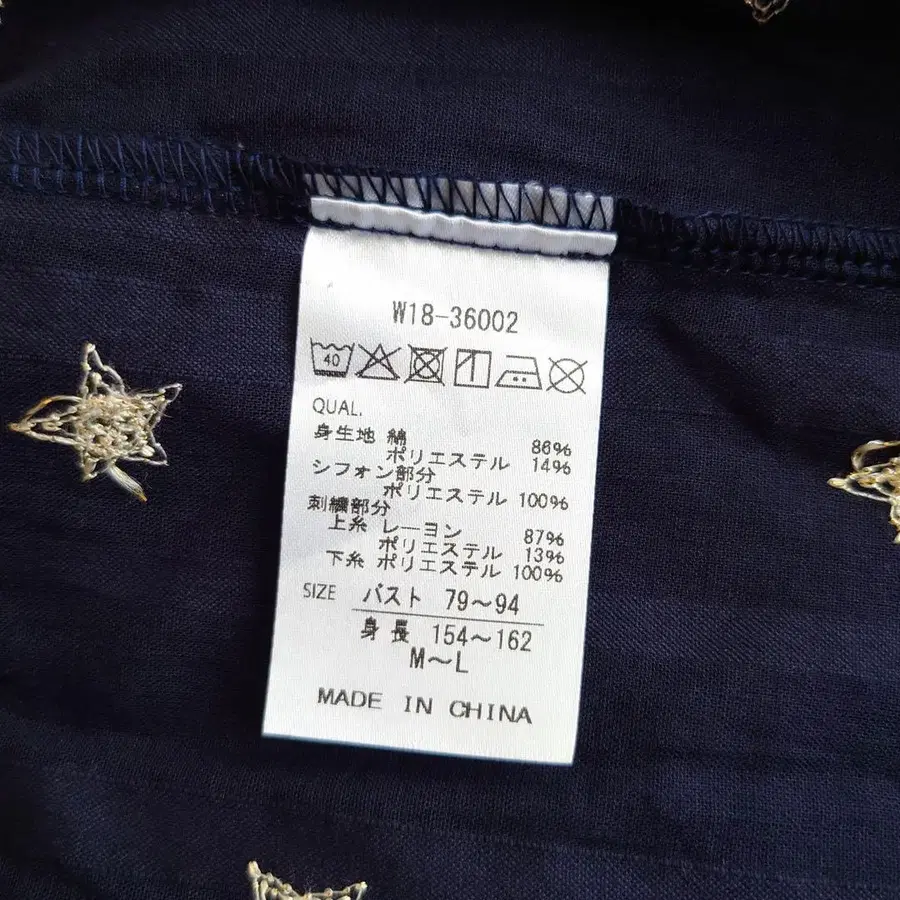 W18-36002
40
QUAL.
身生地 綿 86%
ポリエステル 14%
シフォン部分
ポリエステル 100%
刺繍部分
上糸 レーヨン 87%
ポリエステル 13%
下糸 ポリエステル 100%
SIZE バスト 79～94
身長 154～162
M～L
MADE IN CHINA